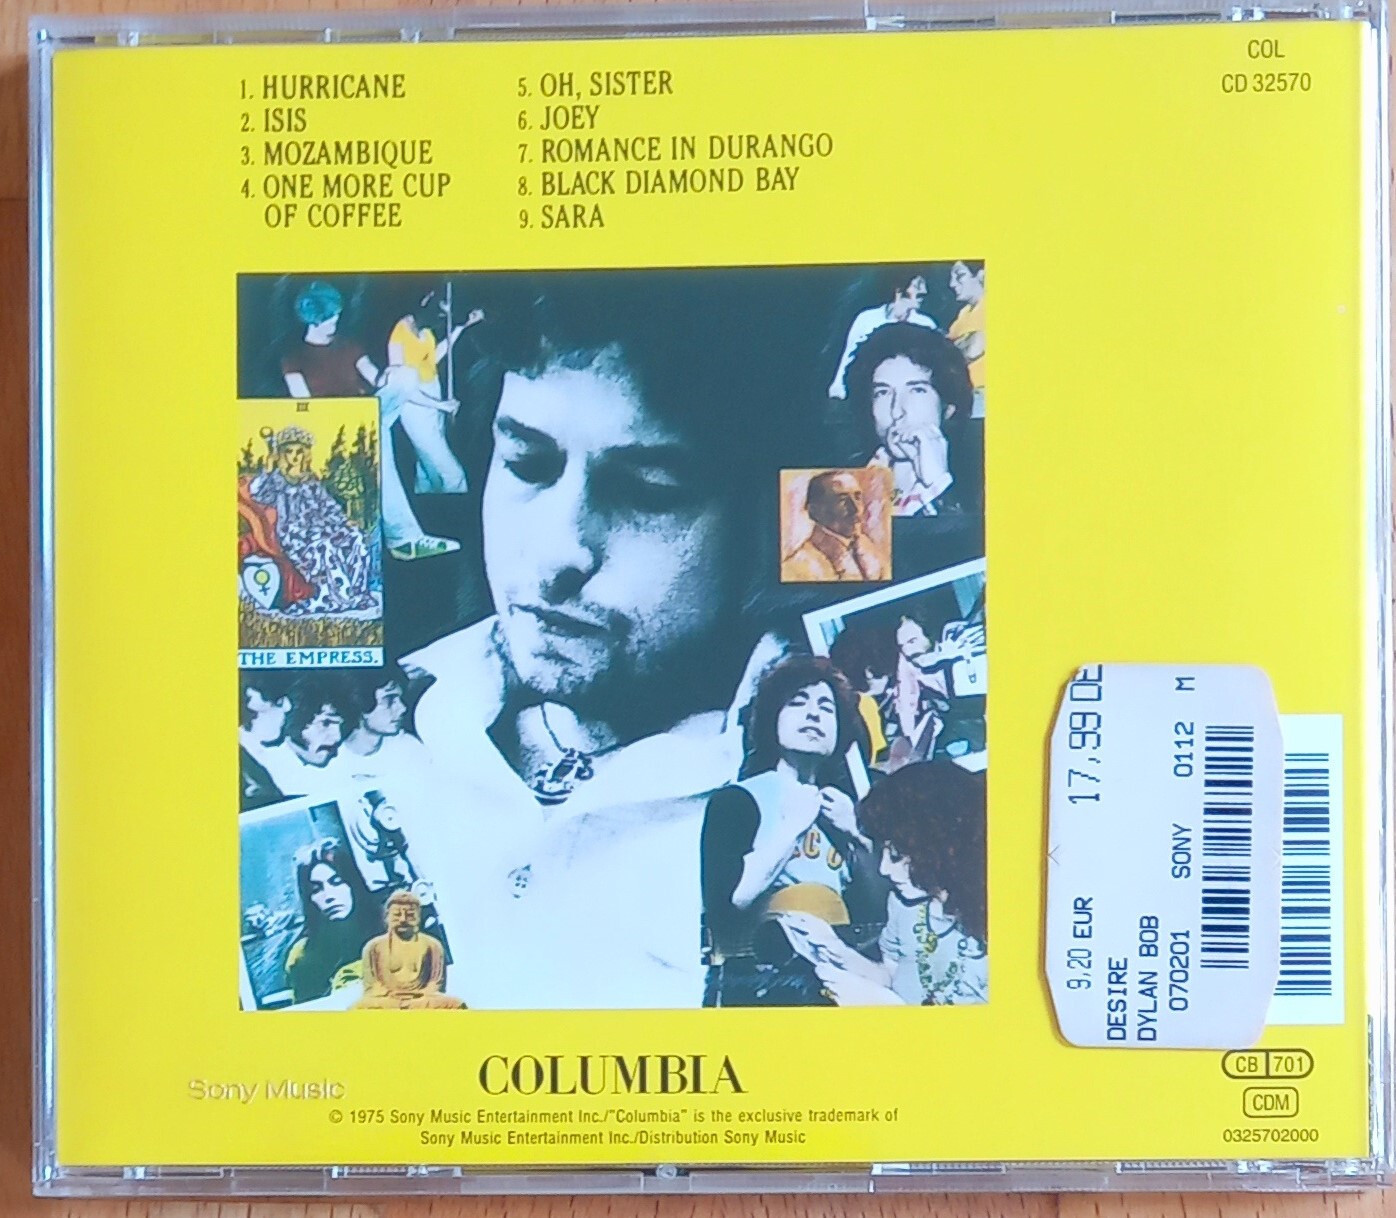 1. HURRICANE
2. ISIS
3. MOZAMBIQUE
4. ONE MORE CUP
OF COFFEE
5. OH, SISTER
6. JOEY
7. ROMANCE IN DURANGO
8. BLACK DIAMOND BAY
9. SARA
COL
CD 32570
III
THE EMPRESS.
9,20 EUR 17,99 DE
DESIRE
DYLAN BOB
070201 SONY 0112 M
Sony Music
COLUMBIA
© 1975 Sony Music Entertainment Inc./"Columbia" is the exclusive trademark of
Sony Music Entertainment Inc./Distribution Sony Music
CB 701
CDM
0325702000